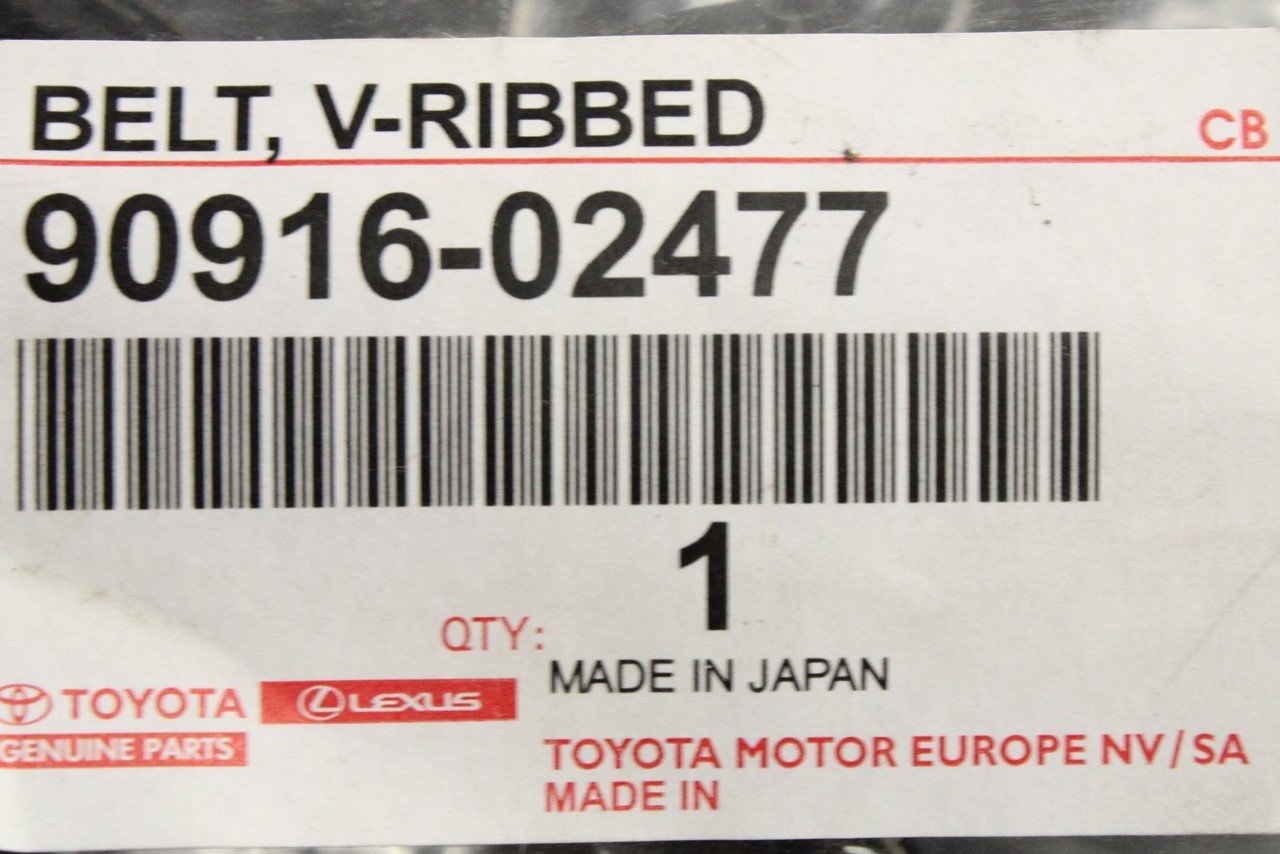 BELT, V-RIBBED
CB
90916-02477
1
QTY:
MADE IN JAPAN
TOYOTA LEXUS
GENUINE PARTS
TOYOTA MOTOR EUROPE NV/SA
MADE IN